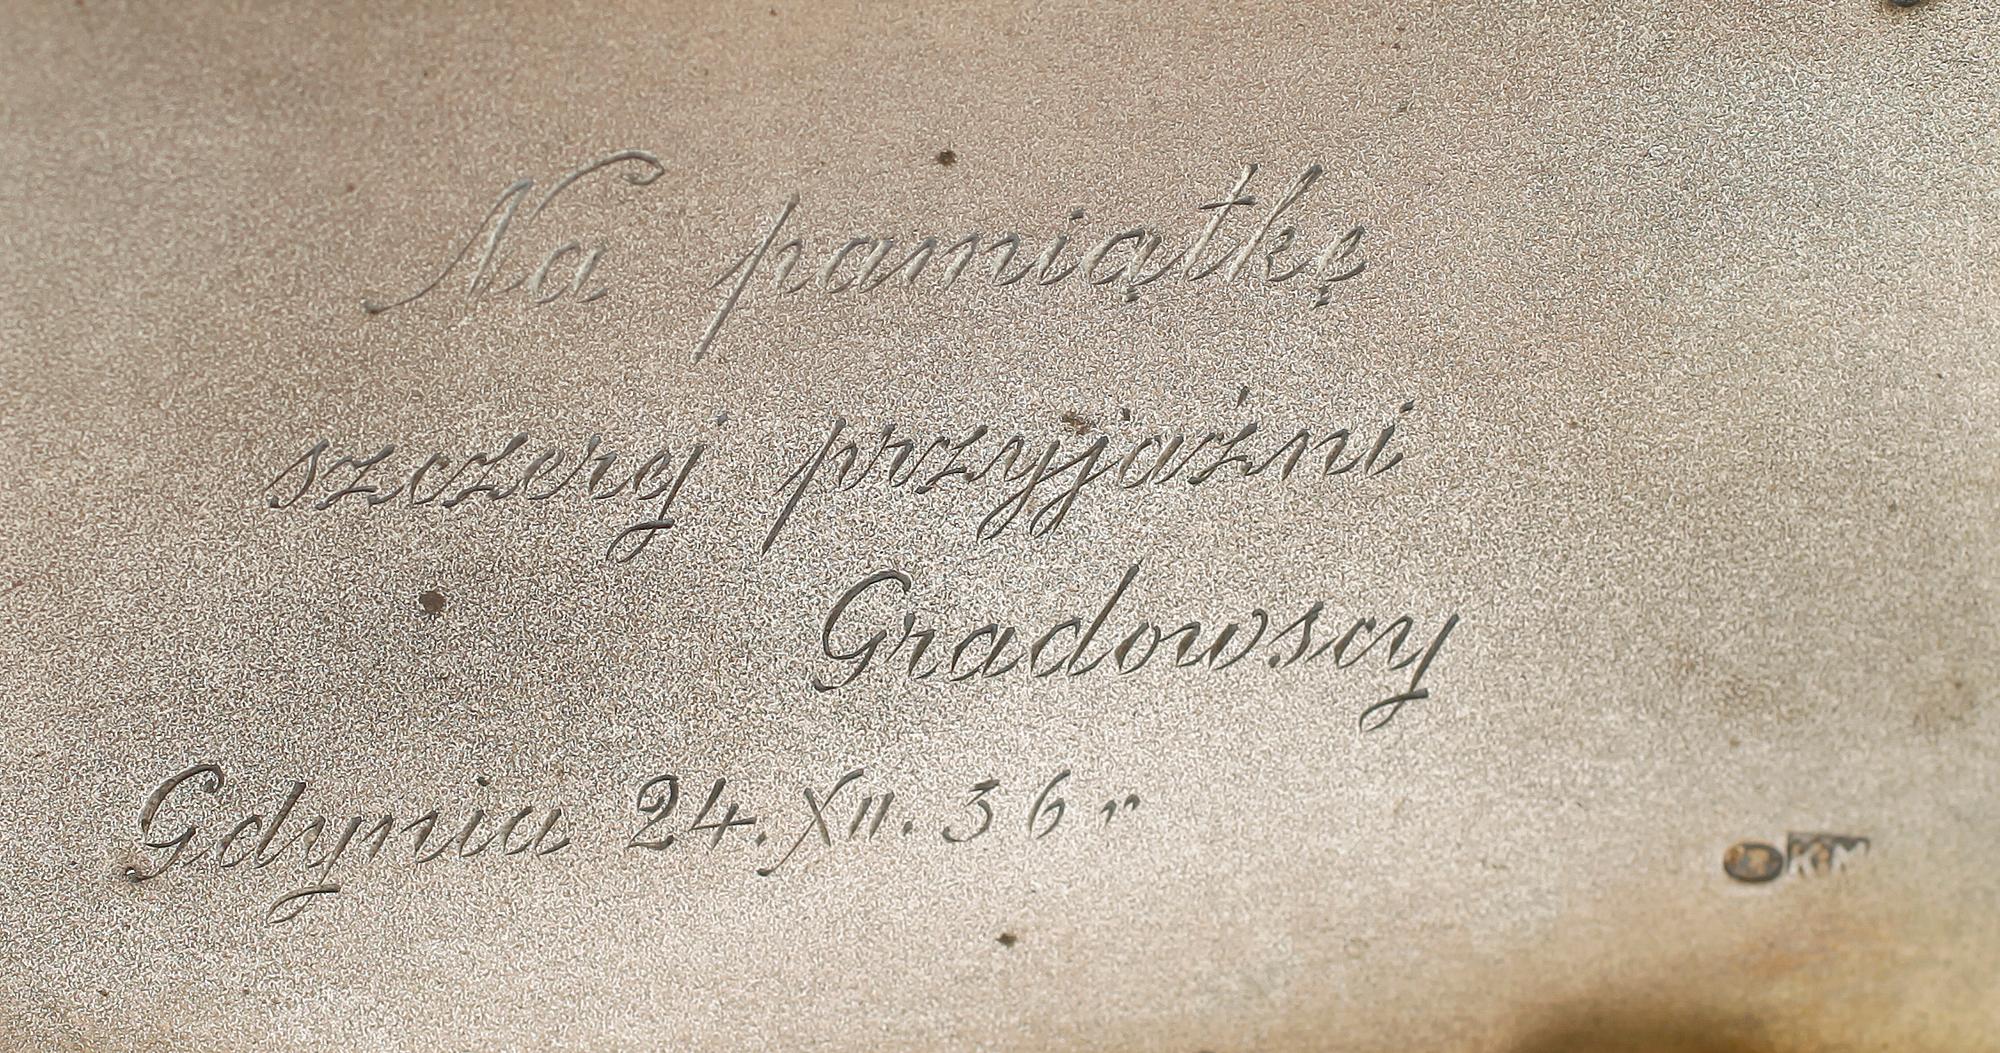 Na pamiątkę
szczerej przyjaźni
Gradowscy
Gdynia 24.XII.36 r